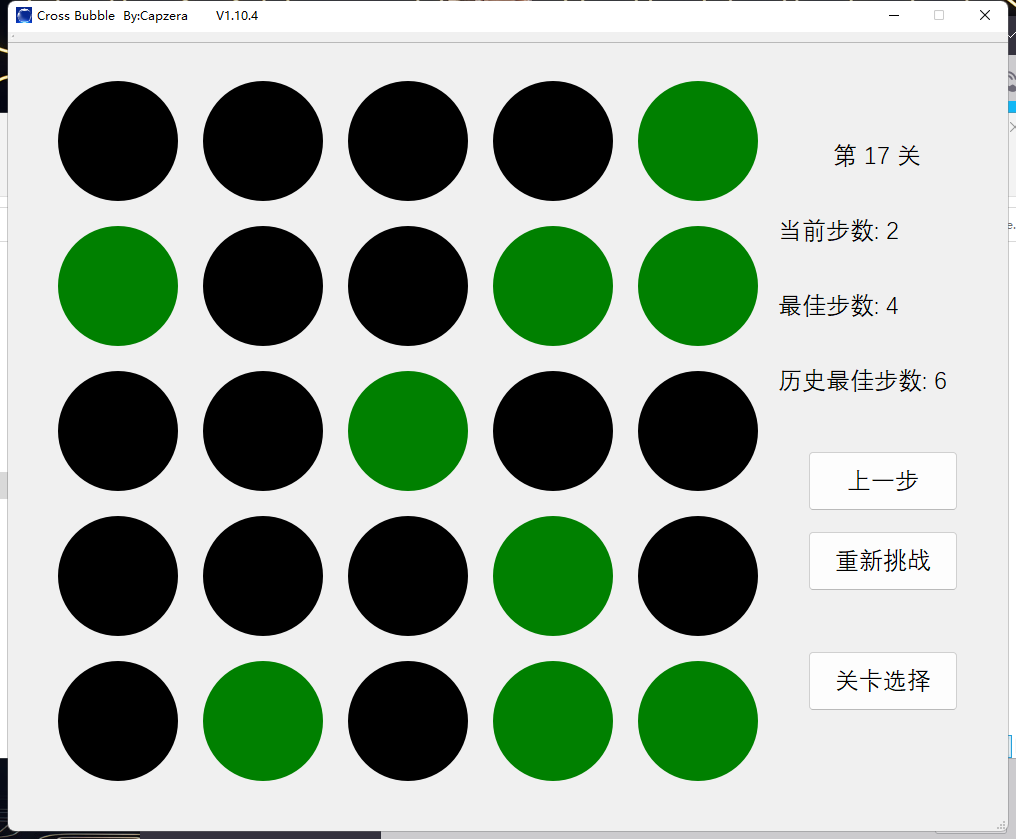 Cross Bubble By:Capzera V1.10.4
第 17 关
当前步数: 2
最佳步数: 4
历史最佳步数: 6
上一步
重新挑战
关卡选择